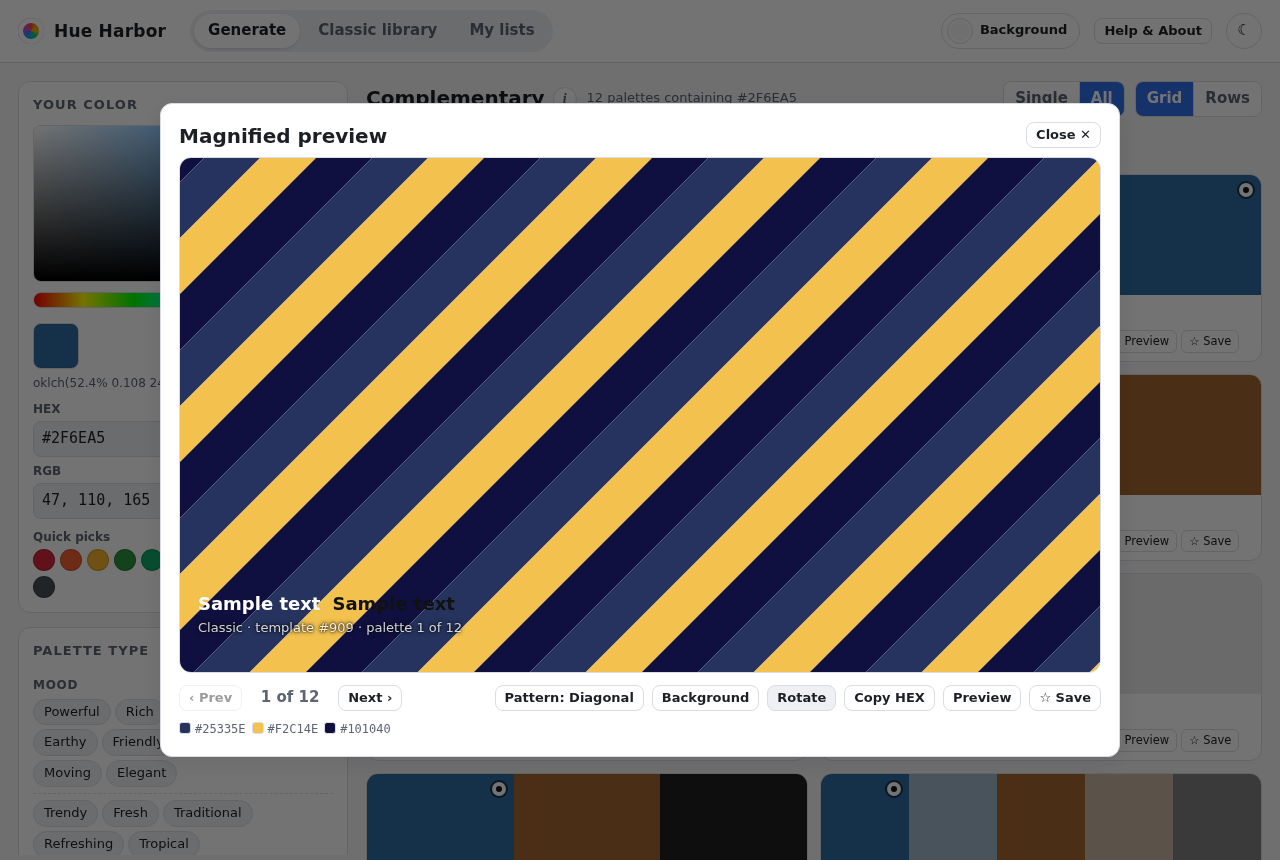 Hue Harbor
Generate
Classic library
My lists
Background
Help & About
YOUR COLOR
Complementary
i
12 palettes containing #2F6EA5
Single
All
Grid
Rows
Magnified preview
Close ✕
oklch(52.4% 0.108 24
HEX
#2F6EA5
RGB
47, 110, 165
Quick picks
PALETTE TYPE
MOOD
Powerful
Rich
Earthy
Friendly
Moving
Elegant
Trendy
Fresh
Traditional
Refreshing
Tropical
Sample text Sample text
Classic · template #909 · palette 1 of 12
‹ Prev
1 of 12
Next ›
Pattern: Diagonal
Background
Rotate
Copy HEX
Preview
☆ Save
#25335E
#F2C14E
#101040
Preview
☆ Save
Preview
☆ Save
Preview
☆ Save